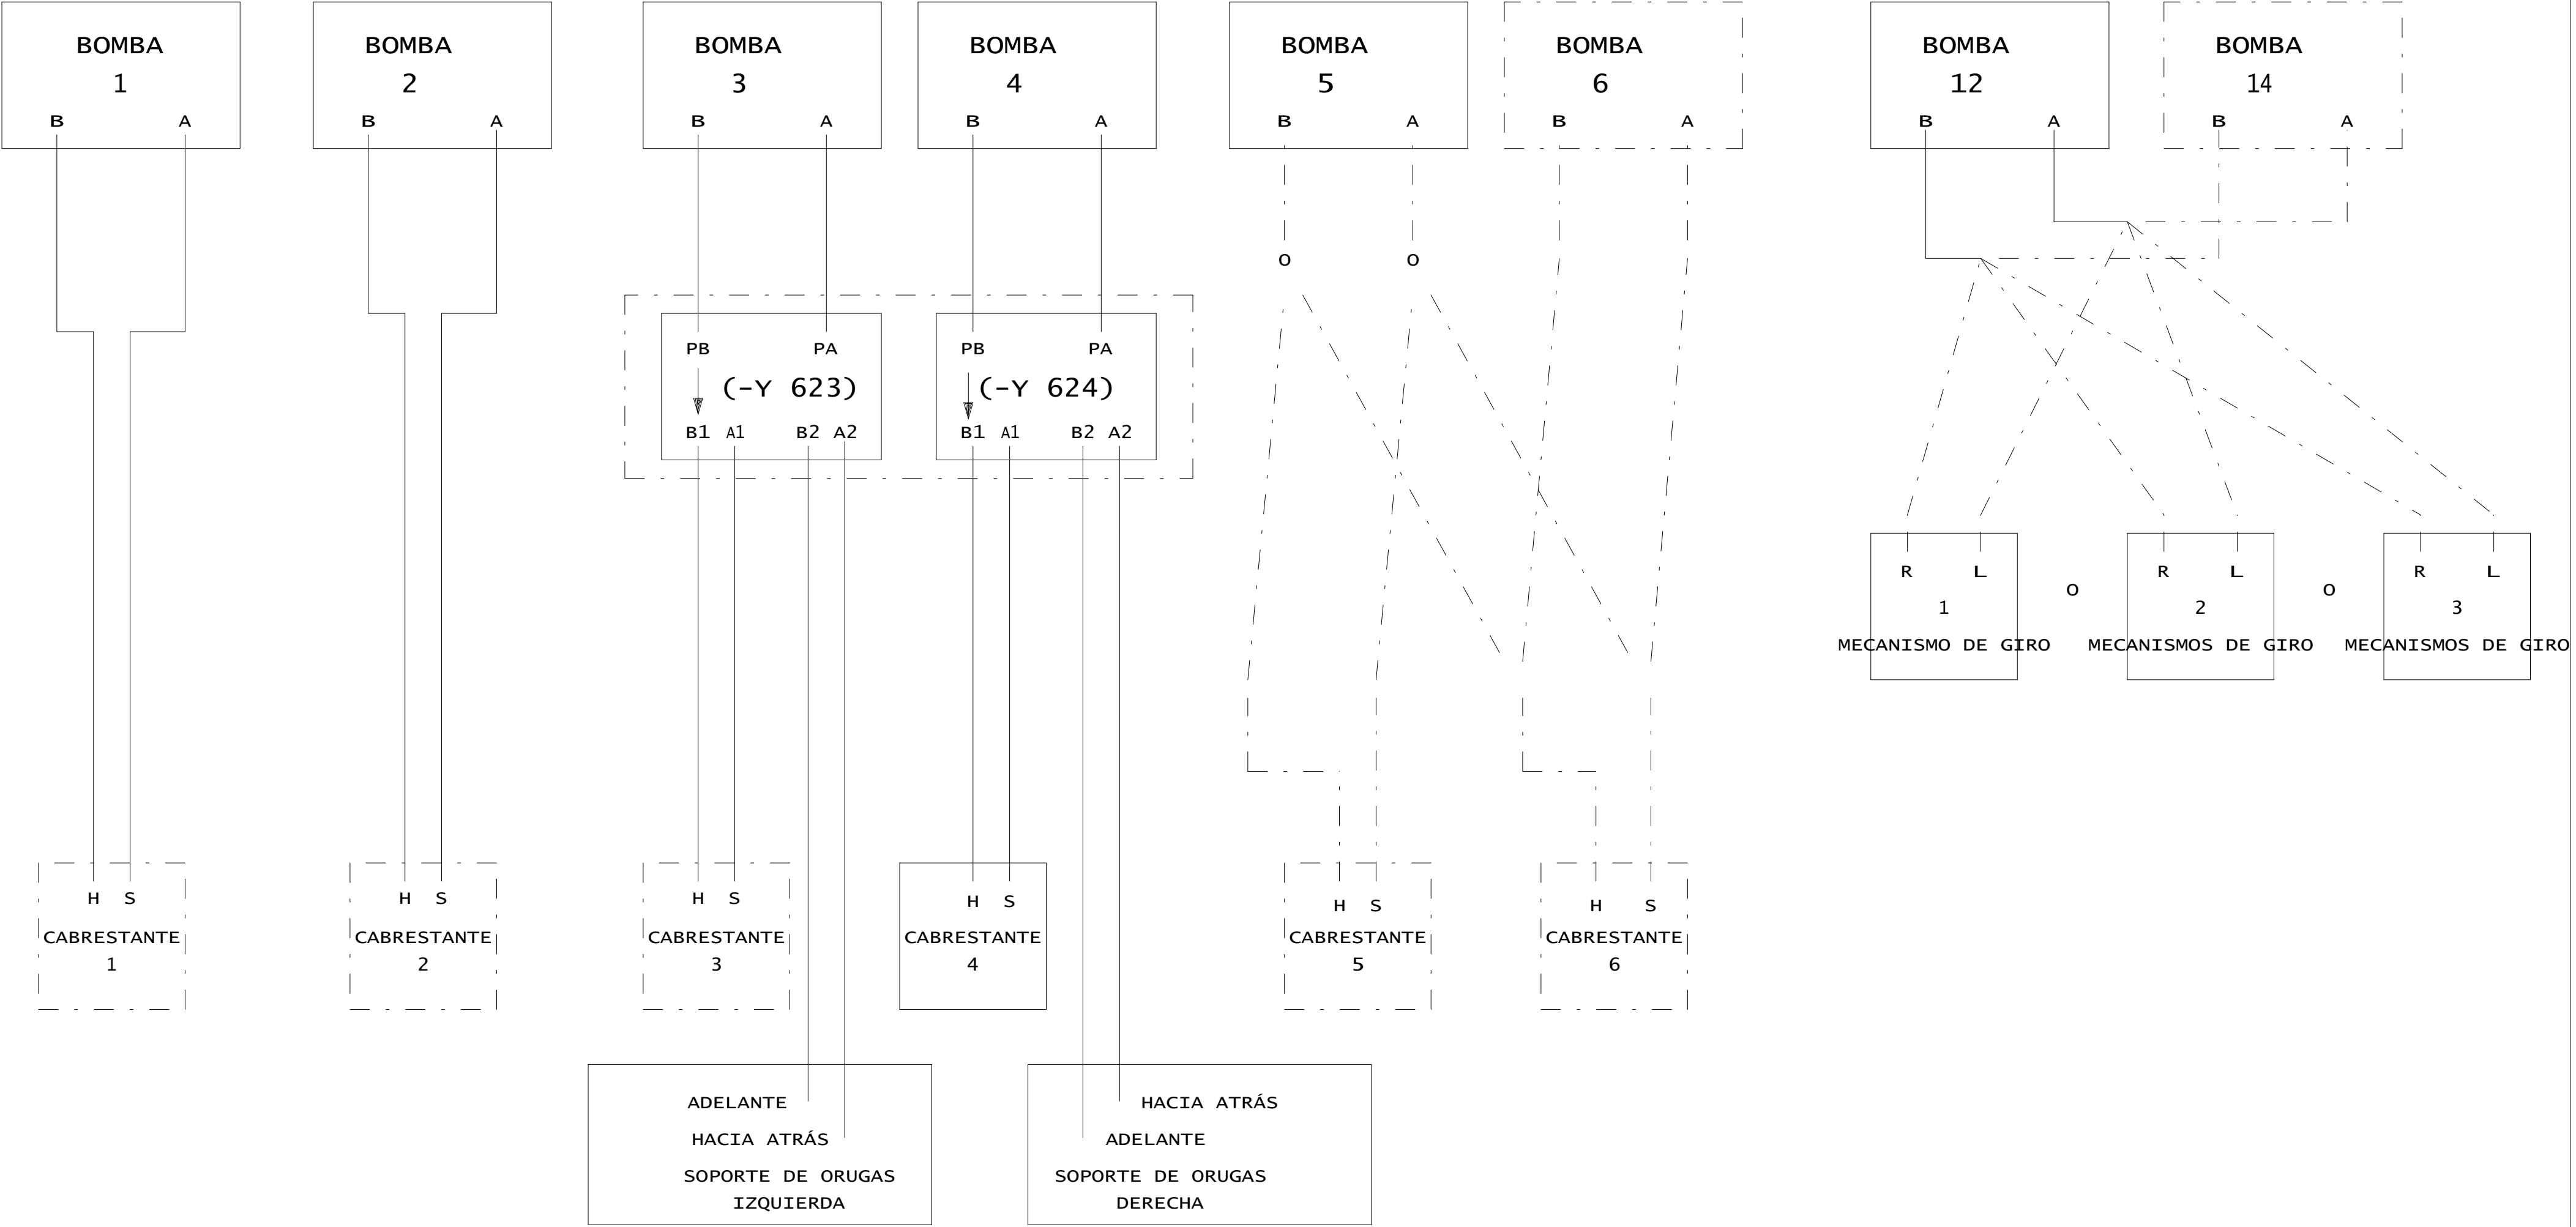 BOMBA BOMBA BOMBA BOMBA BOMBA BOMBA BOMBA BOMBA
1 2 3 4 5 6 12 14
B A B A B A B A B A B A B A B A
O O
PB PA PB PA
(-Y 623) (-Y 624)
B1 A1 B2 A2 B1 A1 B2 A2
R L R L R L
O O
1 2 3
MECANISMO DE GIRO MECANISMOS DE GIRO MECANISMOS DE GIRO
H S H S H S H S H S H S
CABRESTANTE CABRESTANTE CABRESTANTE CABRESTANTE CABRESTANTE CABRESTANTE
1 2 3 4 5 6
ADELANTE HACIA ATRÁS
HACIA ATRÁS ADELANTE
SOPORTE DE ORUGAS SOPORTE DE ORUGAS
IZQUIERDA DERECHA